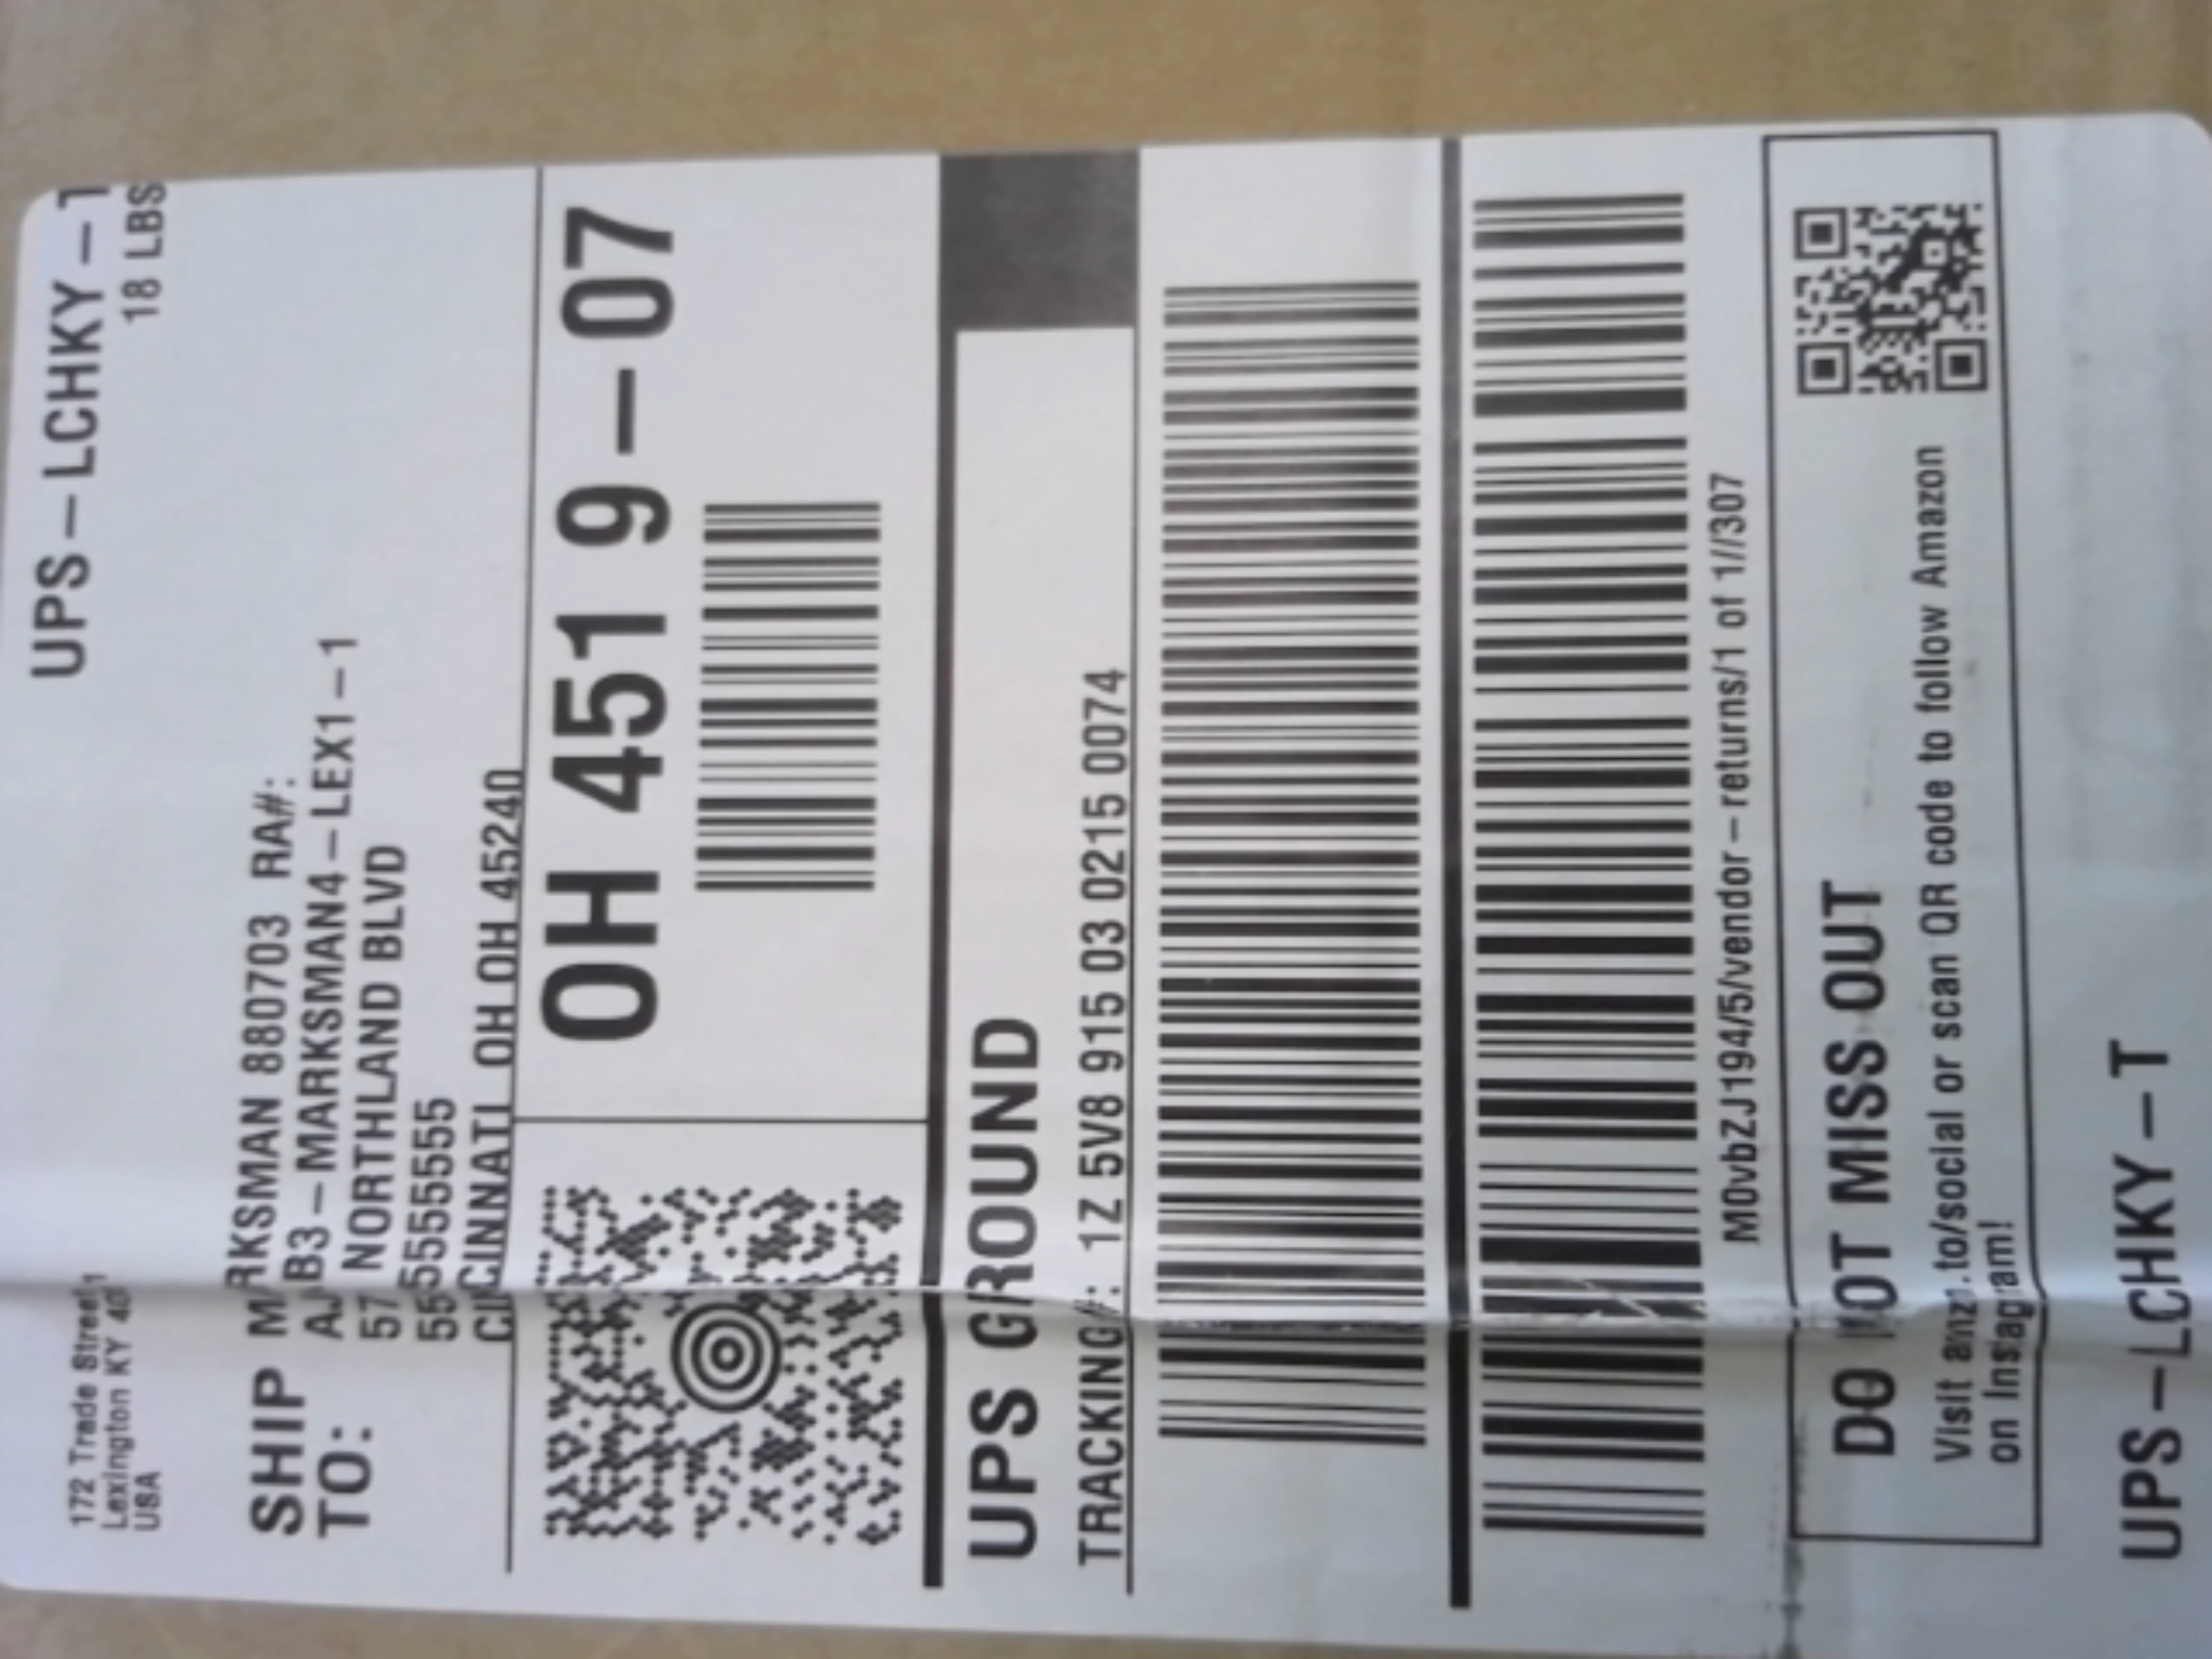 UPS-LCHKY-T
18 LBS
172 Trade Street
Lexington KY
USA
SHIP TO:
RKSMAN 880703 RA#:
B3-MARKSMAN4-LEX1-1
57 NORTHLAND BLVD
5555555555
CINCINNATI OH OH 45240
OH 451 9-07
UPS GROUND
TRACKING#: 1Z 5V8 915 03 0215 0074
M0vbZJ194/5/vendor-returns/1 of 1//307
DO NOT MISS OUT
Visit amzn.to/social or scan QR code to follow Amazon
on Instagram!
UPS-LCHKY-T